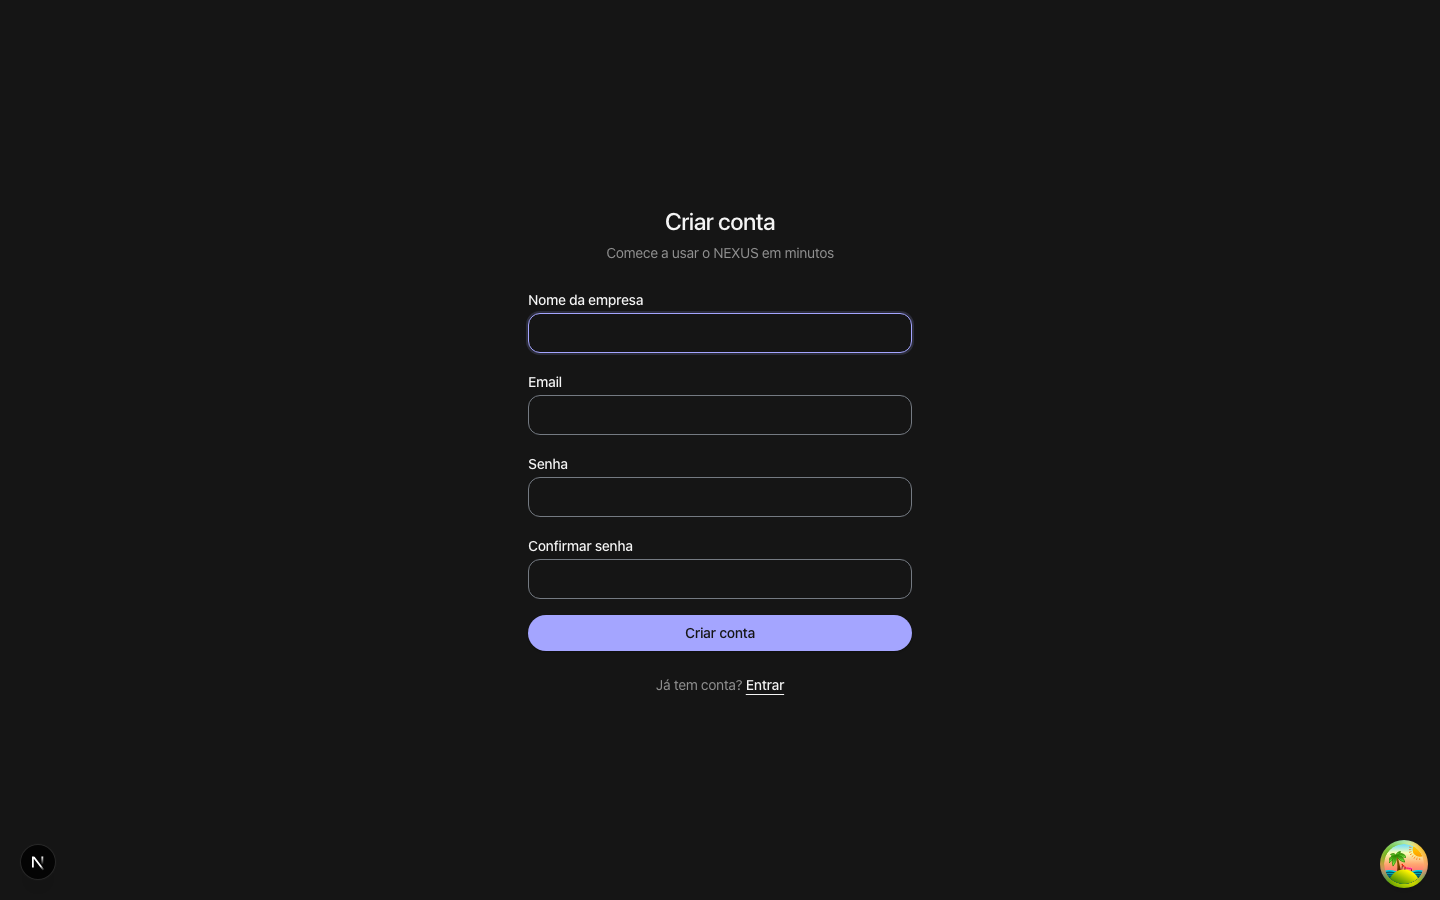 Criar conta
Comece a usar o NEXUS em minutos
Nome da empresa
Email
Senha
Confirmar senha
Criar conta
Já tem conta? Entrar
N